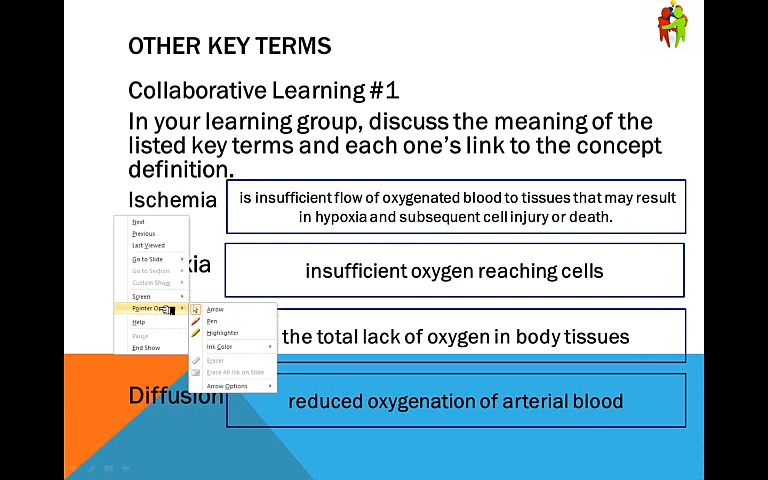 OTHER KEY TERMS
Collaborative Learning #1
In your learning group, discuss the meaning of the
listed key terms and each one's link to the concept
definition.
Ischemia
is insufficient flow of oxygenated blood to tissues that may result
in hypoxia and subsequent cell injury or death.
Next
Previous
Last Viewed
Go to Slide
Go to Section
Custom Show
Screen
Pointer
Help
Pause
End Show
Arrow
Pen
Highlighter
Ink Color
Eraser
Erase All Ink on Slide
Arrow Options
insufficient oxygen reaching cells
the total lack of oxygen in body tissues
Diffusion
reduced oxygenation of arterial blood